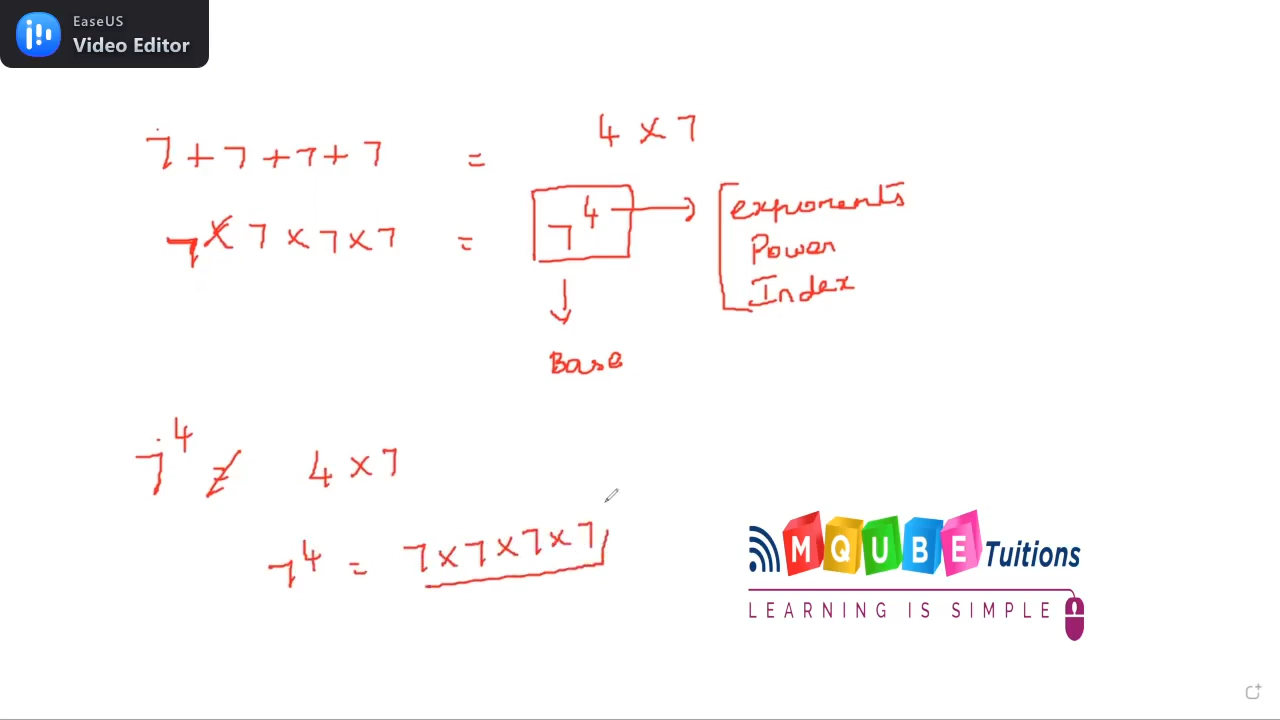 EaseUS
Video Editor
7 + 7 + 7 + 7 = 4 × 7
7 × 7 × 7 × 7 = 7⁴
exponents
Power
Index
Base
7⁴ ≠ 4 × 7
7⁴ = 7 × 7 × 7 × 7
MQUBE Tuitions
LEARNING IS SIMPLE